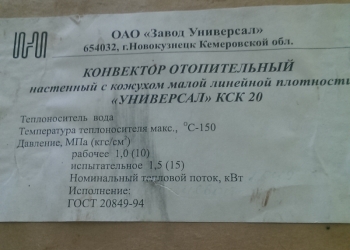 ОАО «Завод Универсал»
654032, г.Новокузнецк Кемеровской обл.
КОНВЕКТОР ОТОПИТЕЛЬНЫЙ
настенный с кожухом малой линейной плотности
«УНИВЕРСАЛ» КСК 20
Теплоноситель вода
Температура теплоносителя макс., °С-150
Давление, МПа (кгс/см²)
рабочее 1,0 (10)
испытательное 1,5 (15)
Номинальный тепловой поток, кВт
Исполнение:
ГОСТ 20849-94